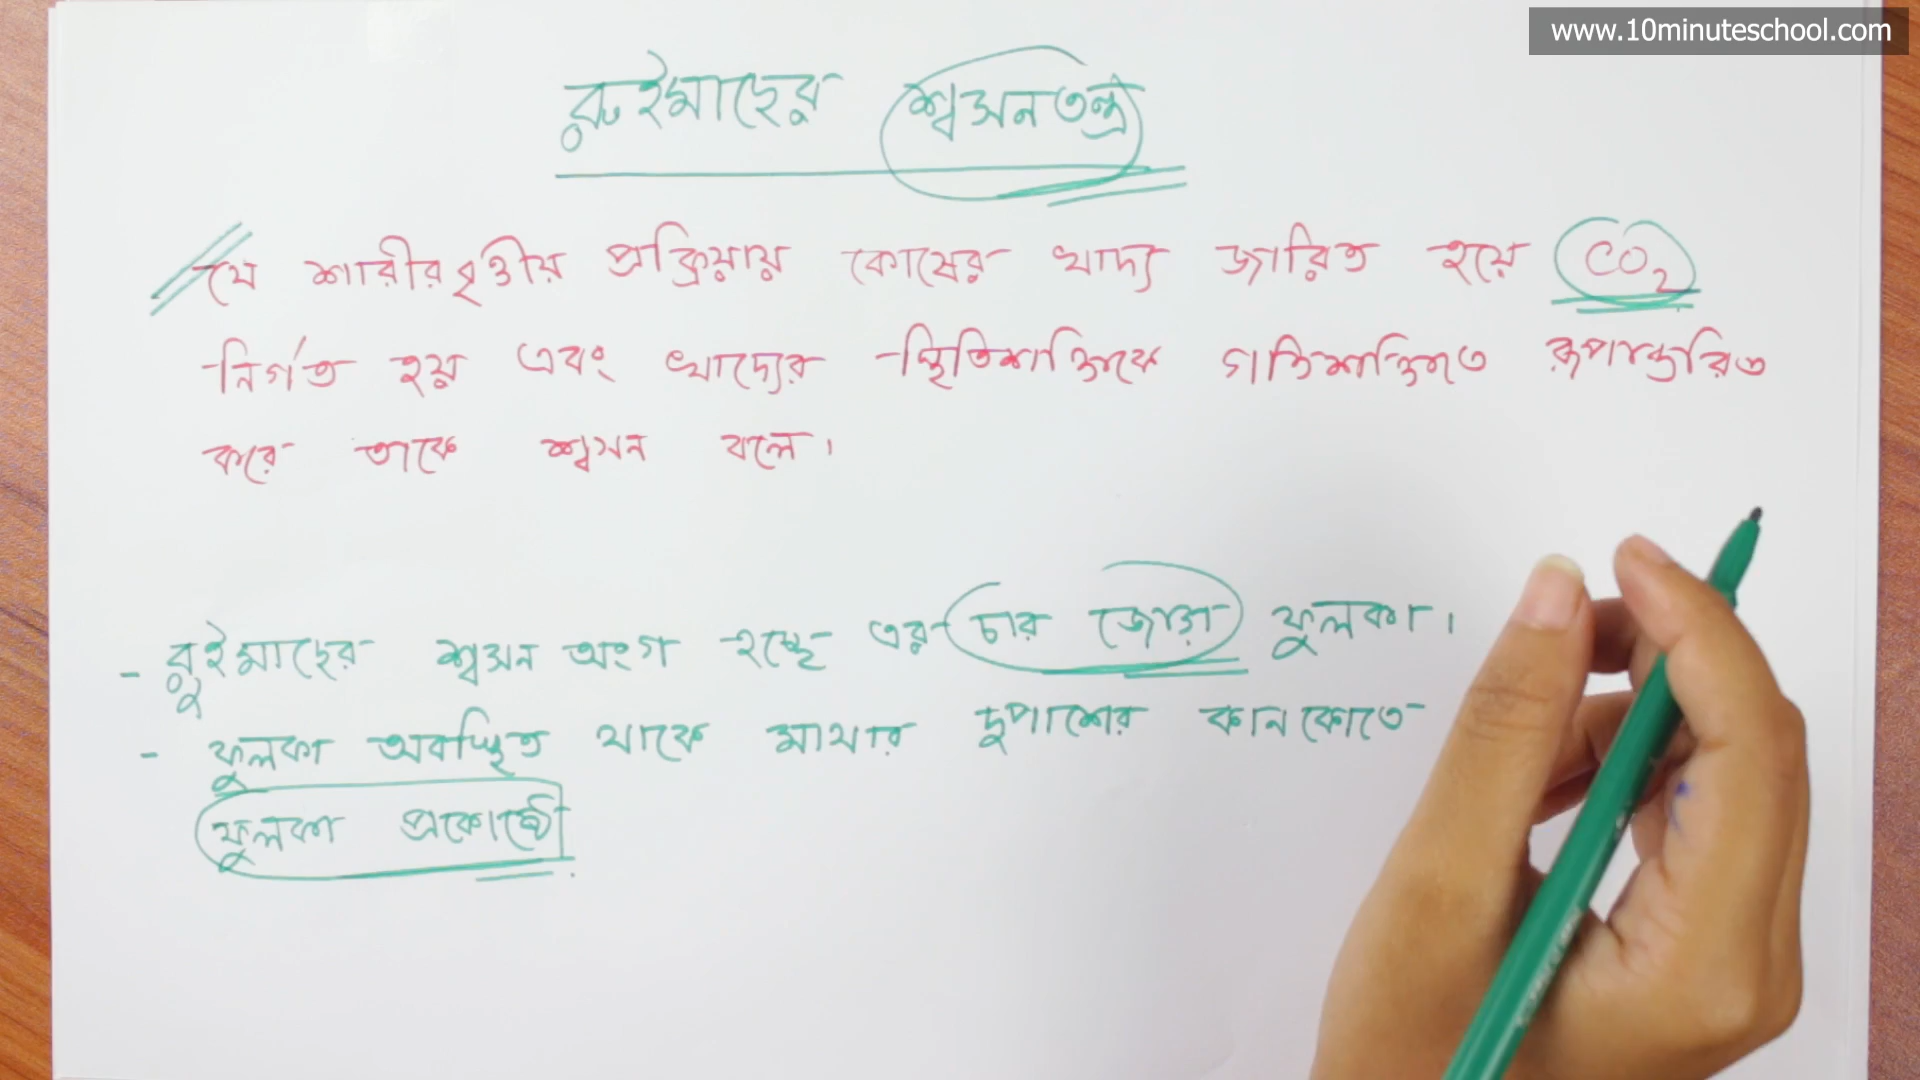 www.10minuteschool.com
রুইমাছের শ্বসনতন্ত্র
যে শারীরবৃত্তীয় প্রক্রিয়ায় কোষের খাদ্য জারিত হয়ে CO₂
নির্গত হয় এবং খাদ্যের স্থিতিশক্তিকে গতিশক্তিতে রূপান্তরিত
করে তাকে শ্বসন বলে।
- রুইমাছের শ্বসন অংগ হচ্ছে এর চার জোড়া ফুলকা।
- ফুলকা অবস্থিত থাকে মাথার দুপাশের কানকোতে
ফুলকা প্রকোষ্ঠে